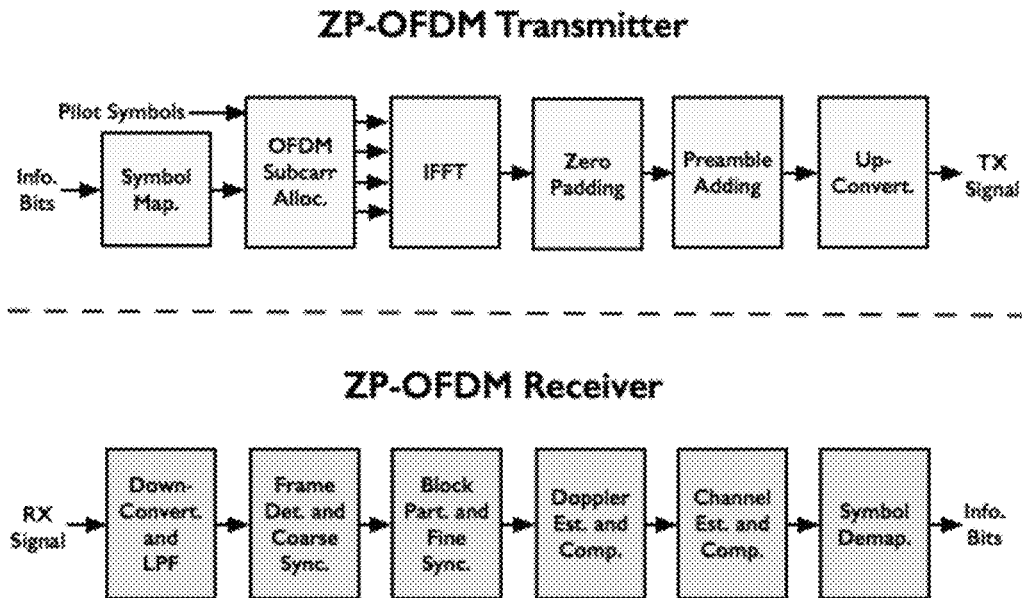 ZP-OFDM Transmitter
Pilot Symbols
Info.
Bits
Symbol
Map.
OFDM
Subcarr
Alloc.
IFFT
Zero
Padding
Preamble
Adding
Up-
Convert.
TX
Signal
ZP-OFDM Receiver
RX
Signal
Down-
Convert.
and
LPF
Frame
Det. and
Coarse
Sync.
Block
Part. and
Fine
Sync.
Doppler
Est. and
Comp.
Channel
Est. and
Comp.
Symbol
Demap.
Info.
Bits